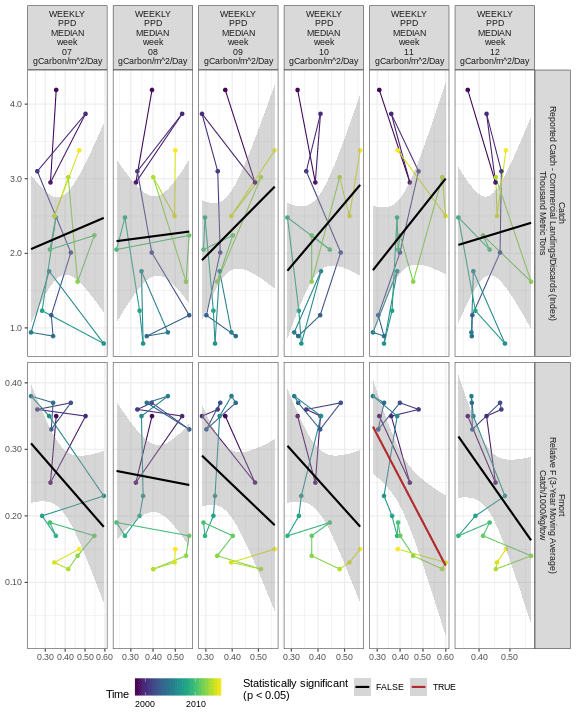 WEEKLY PPD MEDIAN week 07 gCarbon/m^2/Day
WEEKLY PPD MEDIAN week 08 gCarbon/m^2/Day
WEEKLY PPD MEDIAN week 09 gCarbon/m^2/Day
WEEKLY PPD MEDIAN week 10 gCarbon/m^2/Day
WEEKLY PPD MEDIAN week 11 gCarbon/m^2/Day
WEEKLY PPD MEDIAN week 12 gCarbon/m^2/Day
4.0
3.0
2.0
1.0
Catch
Reported Catch - Commercial Landings/Discards (Index)
Thousand Metric Tons
0.40
0.30
0.20
0.10
Fmort
Relative F (3-Year Moving Average)
Catch/1000/kg/tow
0.30 0.40 0.50 0.60
0.30 0.40 0.50
0.30 0.40 0.50
0.30 0.40 0.50
0.30 0.40 0.50 0.60
0.40 0.50
Time
2000 2010
Statistically significant
(p < 0.05)
FALSE TRUE